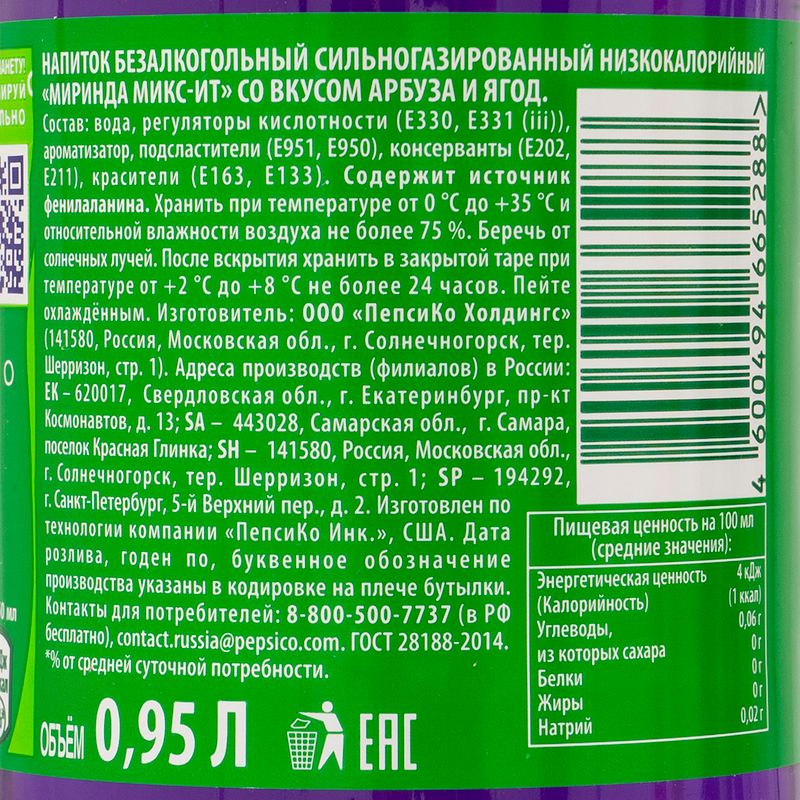 НАПИТОК БЕЗАЛКОГОЛЬНЫЙ СИЛЬНОГАЗИРОВАННЫЙ НИЗКОКАЛОРИЙНЫЙ
«МИРИНДА МИКС-ИТ» СО ВКУСОМ АРБУЗА И ЯГОД.
Состав: вода, регуляторы кислотности (Е330, Е331 (iii)),
ароматизатор, подсластители (Е951, Е950), консерванты (Е202,
Е211), красители (Е163, Е133). Содержит источник
фенилаланина. Хранить при температуре от 0 °С до +35 °С и
относительной влажности воздуха не более 75 %. Беречь от
солнечных лучей. После вскрытия хранить в закрытой таре при
температуре от +2 °С до +8 °С не более 24 часов. Пейте
охлаждённым. Изготовитель: ООО «ПепсиКо Холдингс»
(141580, Россия, Московская обл., г. Солнечногорск, тер.
Шерризон, стр. 1). Адреса производств (филиалов) в России:
ЕК – 620017, Свердловская обл., г. Екатеринбург, пр-кт
Космонавтов, д. 13; SA – 443028, Самарская обл., г. Самара,
поселок Красная Глинка; SH – 141580, Россия, Московская обл.,
г. Солнечногорск, тер. Шерризон, стр. 1; SP – 194292,
г. Санкт-Петербург, 5-й Верхний пер., д. 2. Изготовлен по
технологии компании «ПепсиКо Инк.», США. Дата
розлива, годен по, буквенное обозначение
производства указаны в кодировке на плече бутылки.
Контакты для потребителей: 8-800-500-7737 (в РФ
бесплатно), contact.russia@pepsico.com. ГОСТ 28188-2014.
*% от средней суточной потребности.
ОБЪЁМ 0,95 Л
EAC
4 600494 665288 >
Пищевая ценность на 100 мл
(средние значения):
Энергетическая ценность 4 кДж
(Калорийность) (1 ккал)
Углеводы, 0,06 г
из которых сахара 0 г
Белки 0 г
Жиры 0 г
Натрий 0,02 г